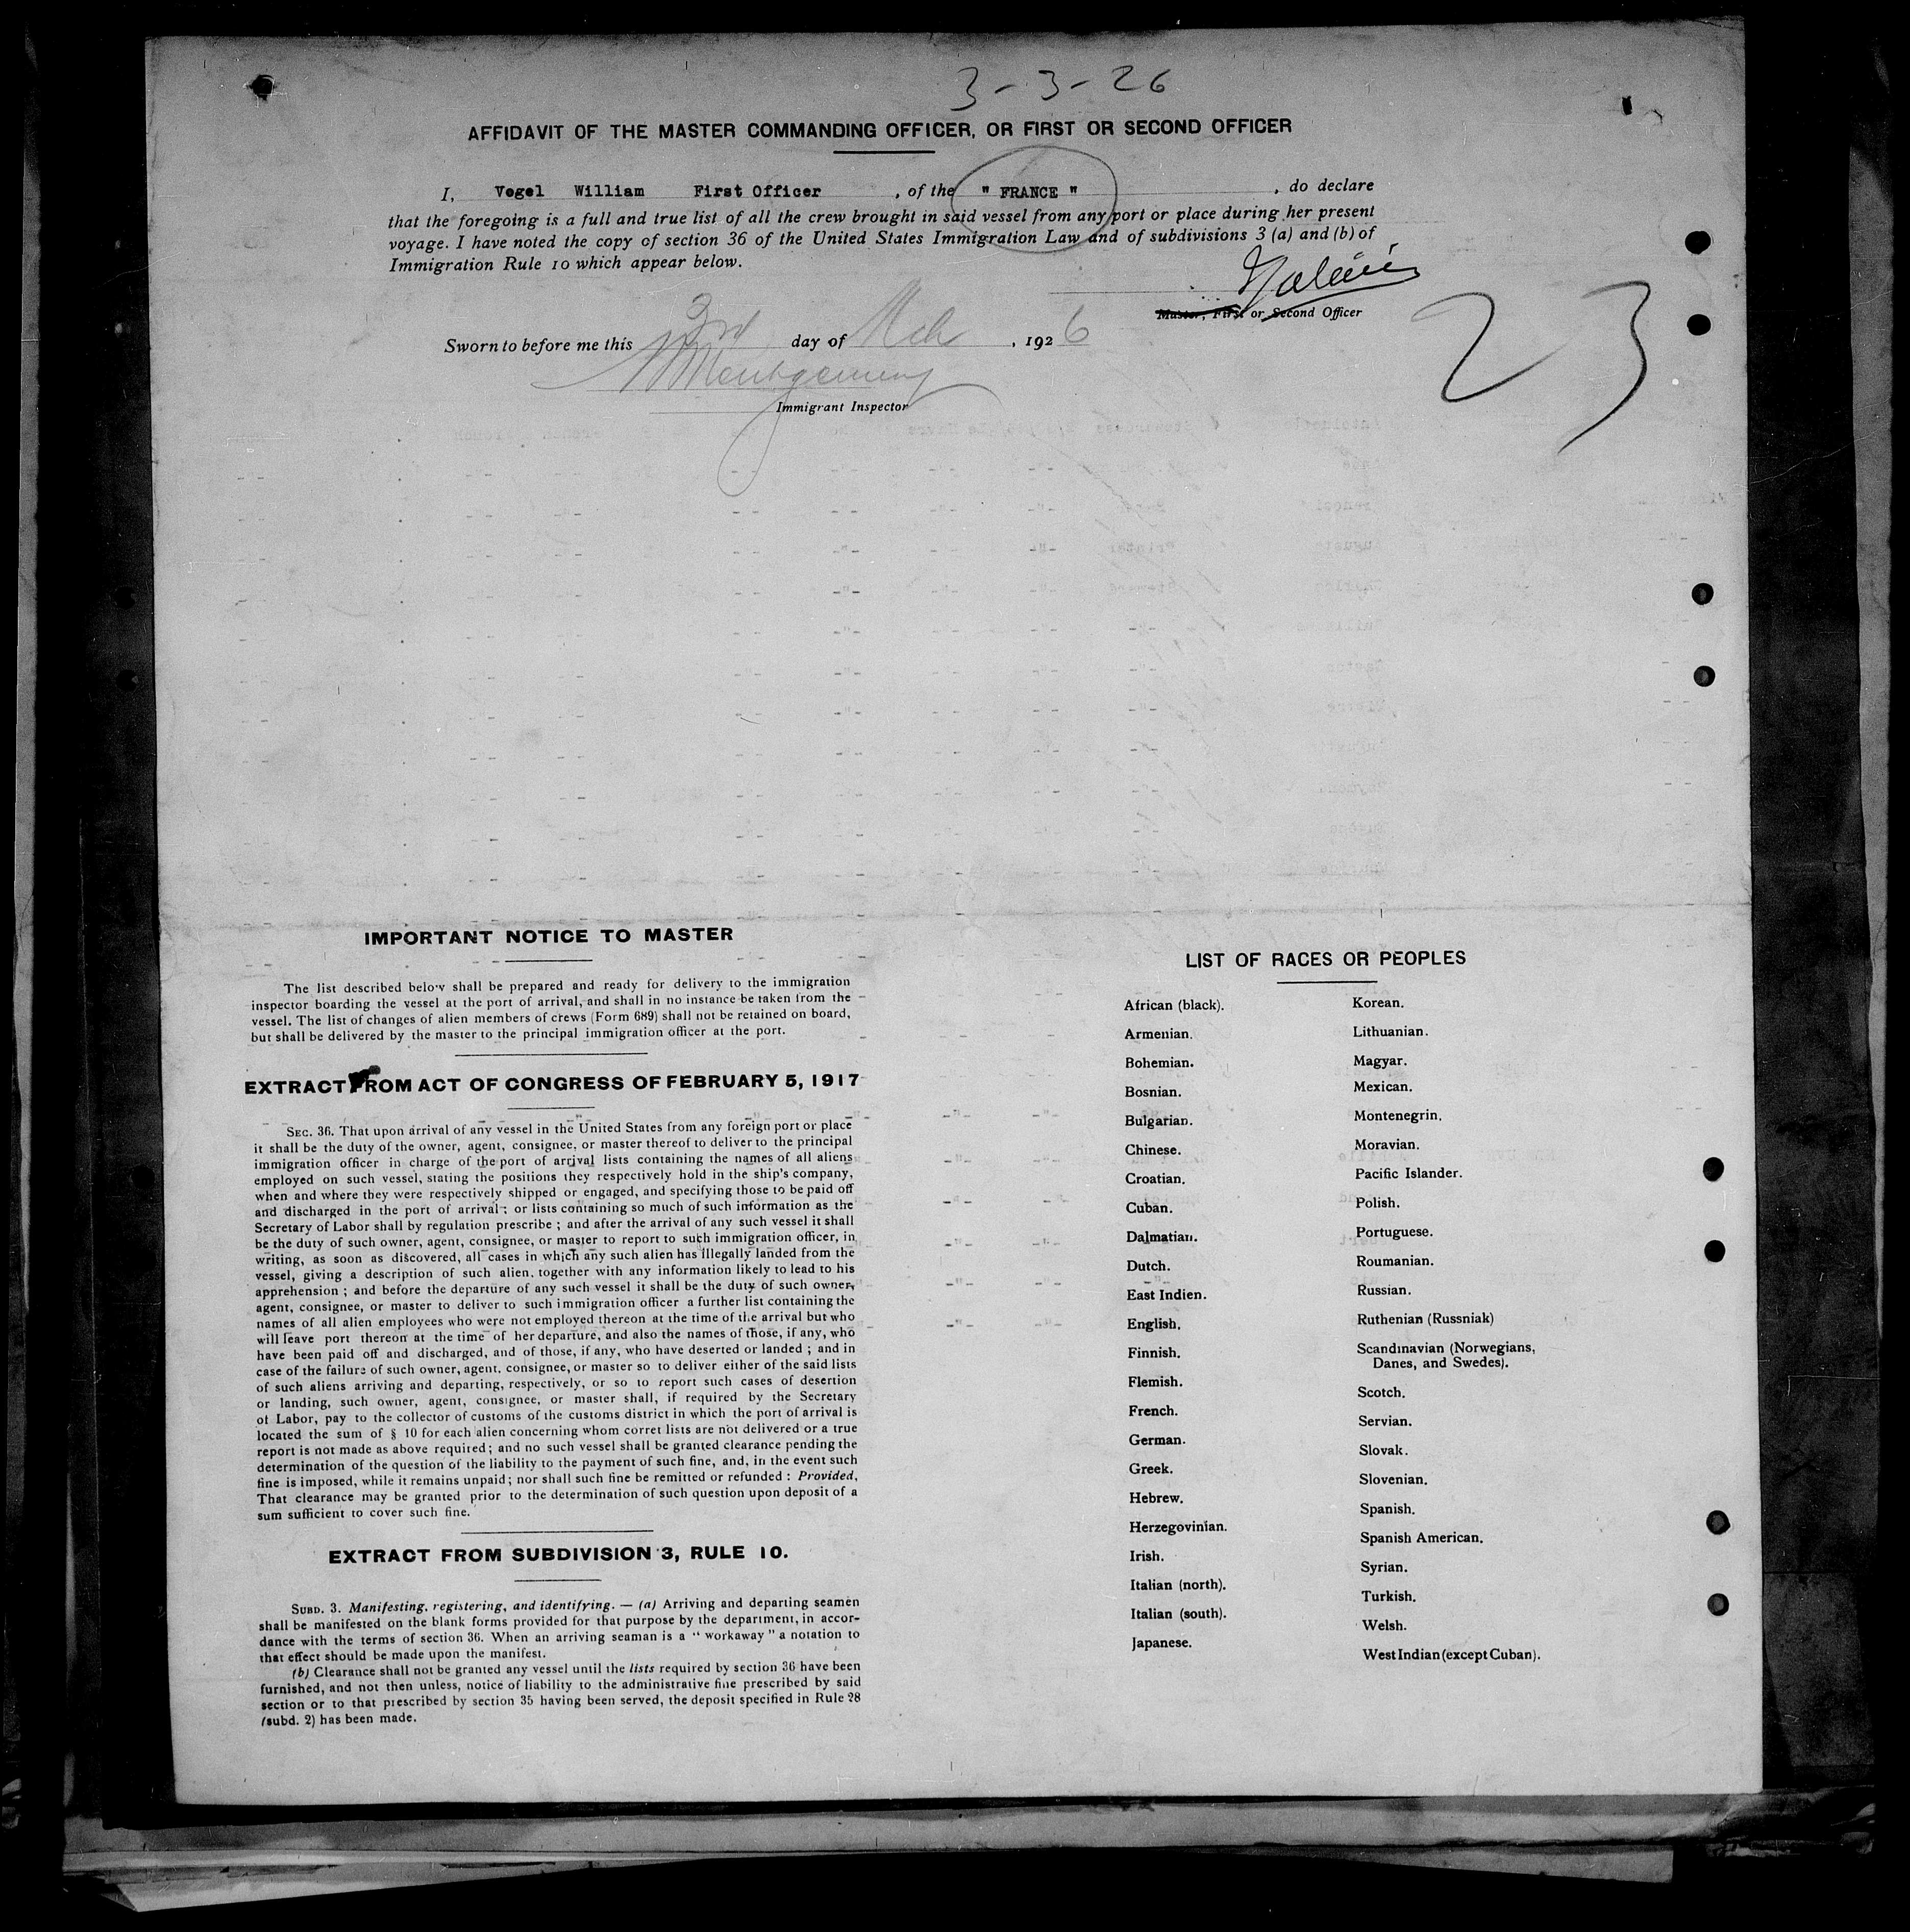 3-3-26
AFFIDAVIT OF THE MASTER COMMANDING OFFICER, OR FIRST OR SECOND OFFICER
I, Vogel William First Officer , of the " FRANCE " , do declare
that the foregoing is a full and true list of all the crew brought in said vessel from any port or place during her present
voyage. I have noted the copy of section 36 of the United States Immigration Law and of subdivisions 3 (a) and (b) of
Immigration Rule 10 which appear below.
Master, First or Second Officer
23
Sworn to before me this 3rd day of Mch , 1926
Montgomery
Immigrant Inspector
IMPORTANT NOTICE TO MASTER
The list described below shall be prepared and ready for delivery to the immigration
inspector boarding the vessel at the port of arrival, and shall in no instance be taken from the
vessel. The list of changes of alien members of crews (Form 689) shall not be retained on board,
but shall be delivered by the master to the principal immigration officer at the port.
EXTRACT FROM ACT OF CONGRESS OF FEBRUARY 5, 1917
SEC. 36. That upon arrival of any vessel in the United States from any foreign port or place
it shall be the duty of the owner, agent, consignee, or master thereof to deliver to the principal
immigration officer in charge of the port of arrival lists containing the names of all aliens
employed on such vessel, stating the positions they respectively hold in the ship's company,
when and where they were respectively shipped or engaged, and specifying those to be paid off
and discharged in the port of arrival; or lists containing so much of such information as the
Secretary of Labor shall by regulation prescribe ; and after the arrival of any such vessel it shall
be the duty of such owner, agent, consignee, or master to report to such immigration officer, in
writing, as soon as discovered, all cases in which any such alien has illegally landed from the
vessel, giving a description of such alien, together with any information likely to lead to his
apprehension ; and before the departure of any such vessel it shall be the duty of such owner,
agent, consignee, or master to deliver to such immigration officer a further list containing the
names of all alien employees who were not employed thereon at the time of the arrival but who
will leave port thereon at the time of her departure, and also the names of those, if any, who
have been paid off and discharged, and of those, if any, who have deserted or landed ; and in
case of the failure of such owner, agent, consignee, or master so to deliver either of the said lists
of such aliens arriving and departing, respectively, or so to report such cases of desertion
or landing, such owner, agent, consignee, or master shall, if required by the Secretary
of Labor, pay to the collector of customs of the customs district in which the port of arrival is
located the sum of § 10 for each alien concerning whom corret lists are not delivered or a true
report is not made as above required; and no such vessel shall be granted clearance pending the
determination of the question of the liability to the payment of such fine, and, in the event such
fine is imposed, while it remains unpaid; nor shall such fine be remitted or refunded : Provided,
That clearance may be granted prior to the determination of such question upon deposit of a
sum sufficient to cover such fine.
EXTRACT FROM SUBDIVISION 3, RULE 10.
SUBD. 3. Manifesting, registering, and identifying. — (a) Arriving and departing seamen
shall be manifested on the blank forms provided for that purpose by the department, in accor-
dance with the terms of section 36. When an arriving seaman is a “ workaway ” a notation to
that effect should be made upon the manifest.
(b) Clearance shall not be granted any vessel until the lists required by section 36 have been
furnished, and not then unless, notice of liability to the administrative fine prescribed by said
section or to that prescribed by section 35 having been served, the deposit specified in Rule 28
(subd. 2) has been made.
LIST OF RACES OR PEOPLES
African (black).
Armenian.
Bohemian.
Bosnian.
Bulgarian.
Chinese.
Croatian.
Cuban.
Dalmatian.
Dutch.
East Indien.
English.
Finnish.
Flemish.
French.
German.
Greek.
Hebrew.
Herzegovinian.
Irish.
Italian (north).
Italian (south).
Japanese.
Korean.
Lithuanian.
Magyar.
Mexican.
Montenegrin.
Moravian.
Pacific Islander.
Polish.
Portuguese.
Roumanian.
Russian.
Ruthenian (Russniak)
Scandinavian (Norwegians,
Danes, and Swedes).
Scotch.
Servian.
Slovak.
Slovenian.
Spanish.
Spanish American.
Syrian.
Turkish.
Welsh.
West Indian (except Cuban).